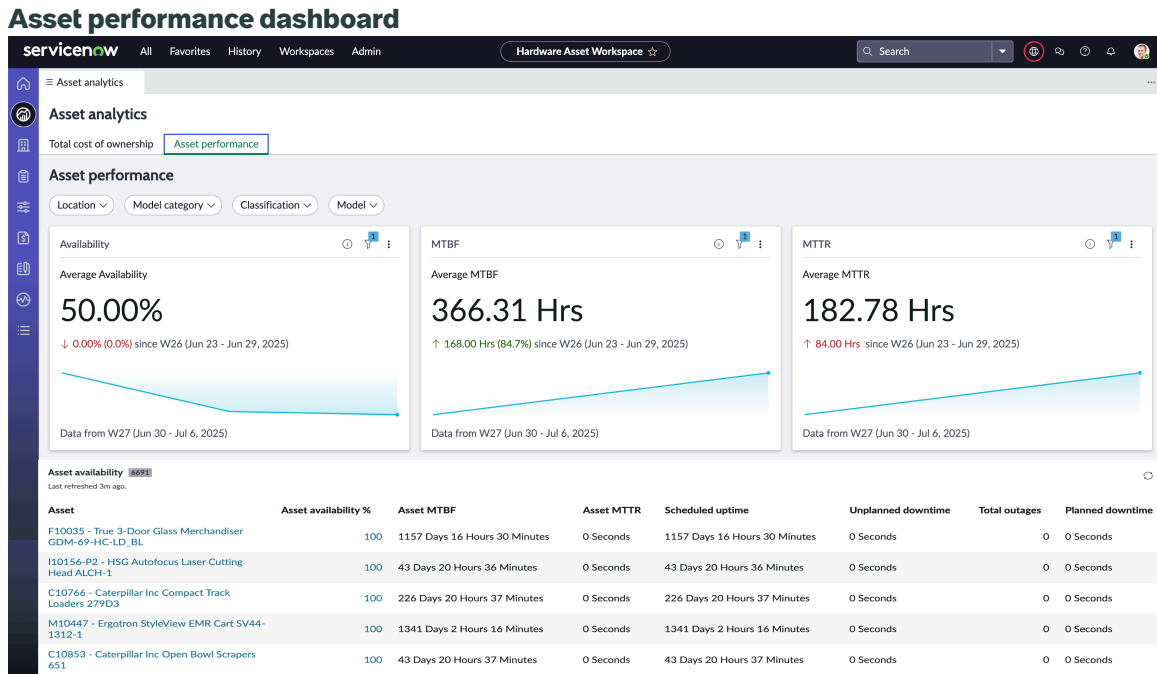 Asset performance dashboard
servicenow All Favorites History Workspaces Admin Hardware Asset Workspace Search
Asset analytics
Asset analytics
Total cost of ownership Asset performance
Asset performance
Location Model category Classification Model
Availability 1 MTBF 1 MTTR 1
Average Availability Average MTBF Average MTTR
50.00% 366.31 Hrs 182.78 Hrs
↓ 0.00% (0.0%) since W26 (Jun 23 - Jun 29, 2025) ↑ 168.00 Hrs (84.7%) since W26 (Jun 23 - Jun 29, 2025) ↑ 84.00 Hrs since W26 (Jun 23 - Jun 29, 2025)
Data from W27 (Jun 30 - Jul 6, 2025) Data from W27 (Jun 30 - Jul 6, 2025) Data from W27 (Jun 30 - Jul 6, 2025)
Asset availability 6691
Last refreshed 3m ago.
Asset Asset availability % Asset MTBF Asset MTTR Scheduled uptime Unplanned downtime Total outages Planned downtime
F10035 - True 3-Door Glass Merchandiser
GDM-69-HC-LD_BL 100 1157 Days 16 Hours 30 Minutes 0 Seconds 1157 Days 16 Hours 30 Minutes 0 Seconds 0 0 Seconds
I10156-P2 - HSG Autofocus Laser Cutting
Head ALCH-1 100 43 Days 20 Hours 36 Minutes 0 Seconds 43 Days 20 Hours 36 Minutes 0 Seconds 0 0 Seconds
C10766 - Caterpillar Inc Compact Track
Loaders 279D3 100 226 Days 20 Hours 37 Minutes 0 Seconds 226 Days 20 Hours 37 Minutes 0 Seconds 0 0 Seconds
M10447 - Ergotron StyleView EMR Cart SV44-
1312-1 100 1341 Days 2 Hours 16 Minutes 0 Seconds 1341 Days 2 Hours 16 Minutes 0 Seconds 0 0 Seconds
C10853 - Caterpillar Inc Open Bowl Scrapers
651 100 43 Days 20 Hours 37 Minutes 0 Seconds 43 Days 20 Hours 37 Minutes 0 Seconds 0 0 Seconds